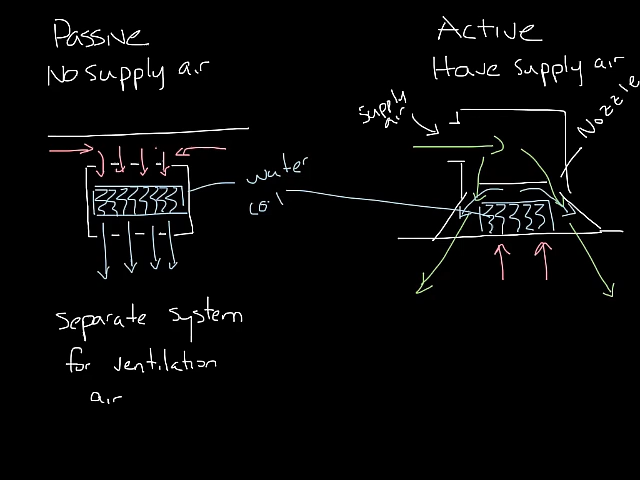 Passive
No supply air
water
coil
Separate system
for ventilation
air
Active
Have supply air
Supply
air
Nozzle